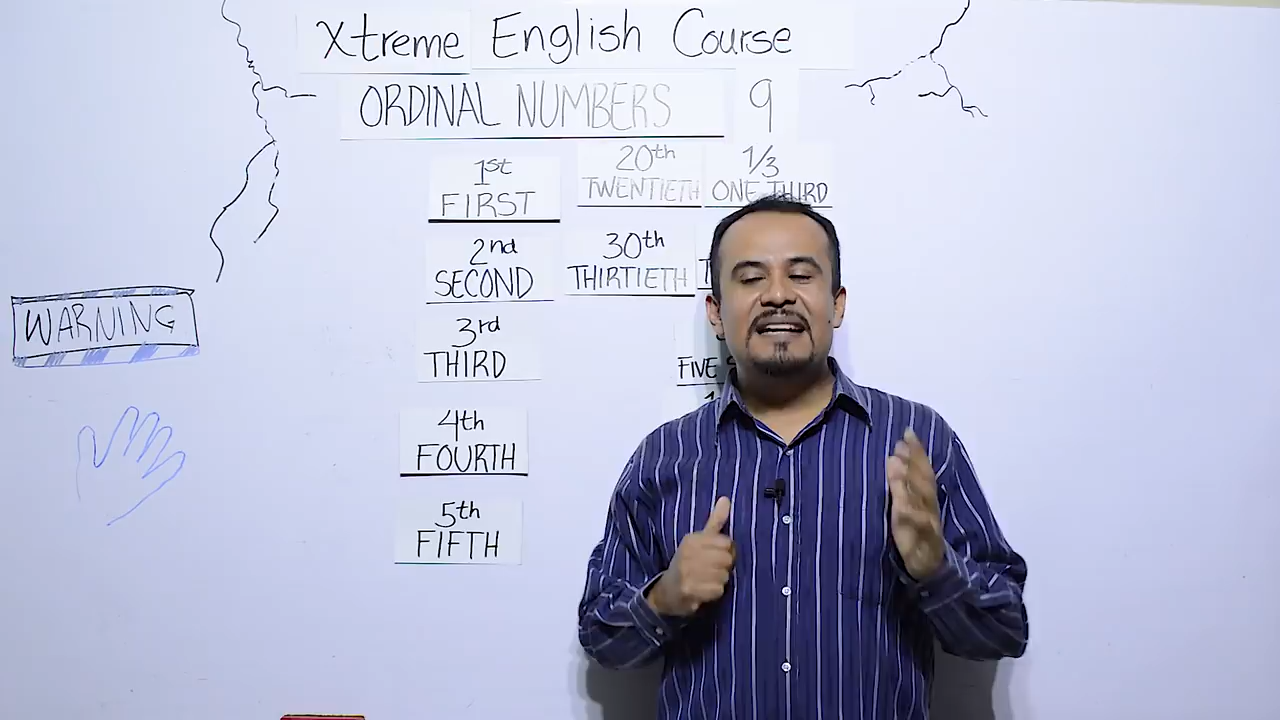 Xtreme English Course
ORDINAL NUMBERS 9
1st
FIRST
2nd
SECOND
3rd
THIRD
4th
FOURTH
5th
FIFTH
20th
TWENTIETH
30th
THIRTIETH
1/3
ONE THIRD
FIVE
WARNING